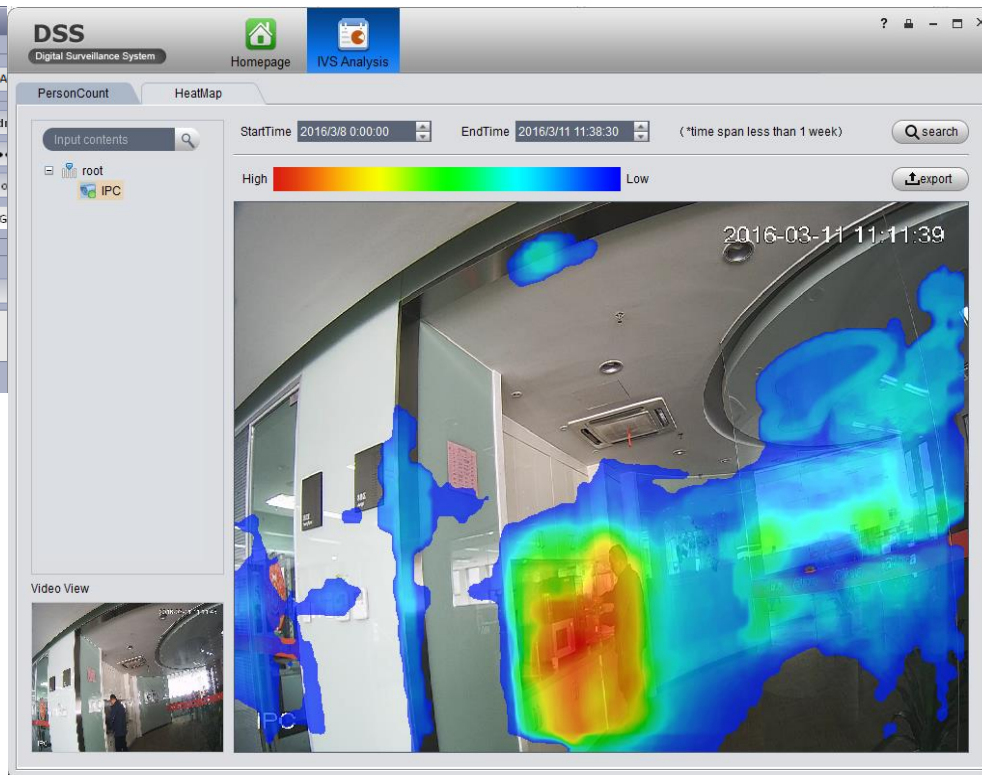 DSS
Digital Surveillance System
Homepage
IVS Analysis
?
PersonCount
HeatMap
Input contents
StartTime 2016/3/8 0:00:00 EndTime 2016/3/11 11:38:30 (*time span less than 1 week) search
root
IPC
High
Low
export
2016-03-11 11:11:39
IPC
Video View
IPC